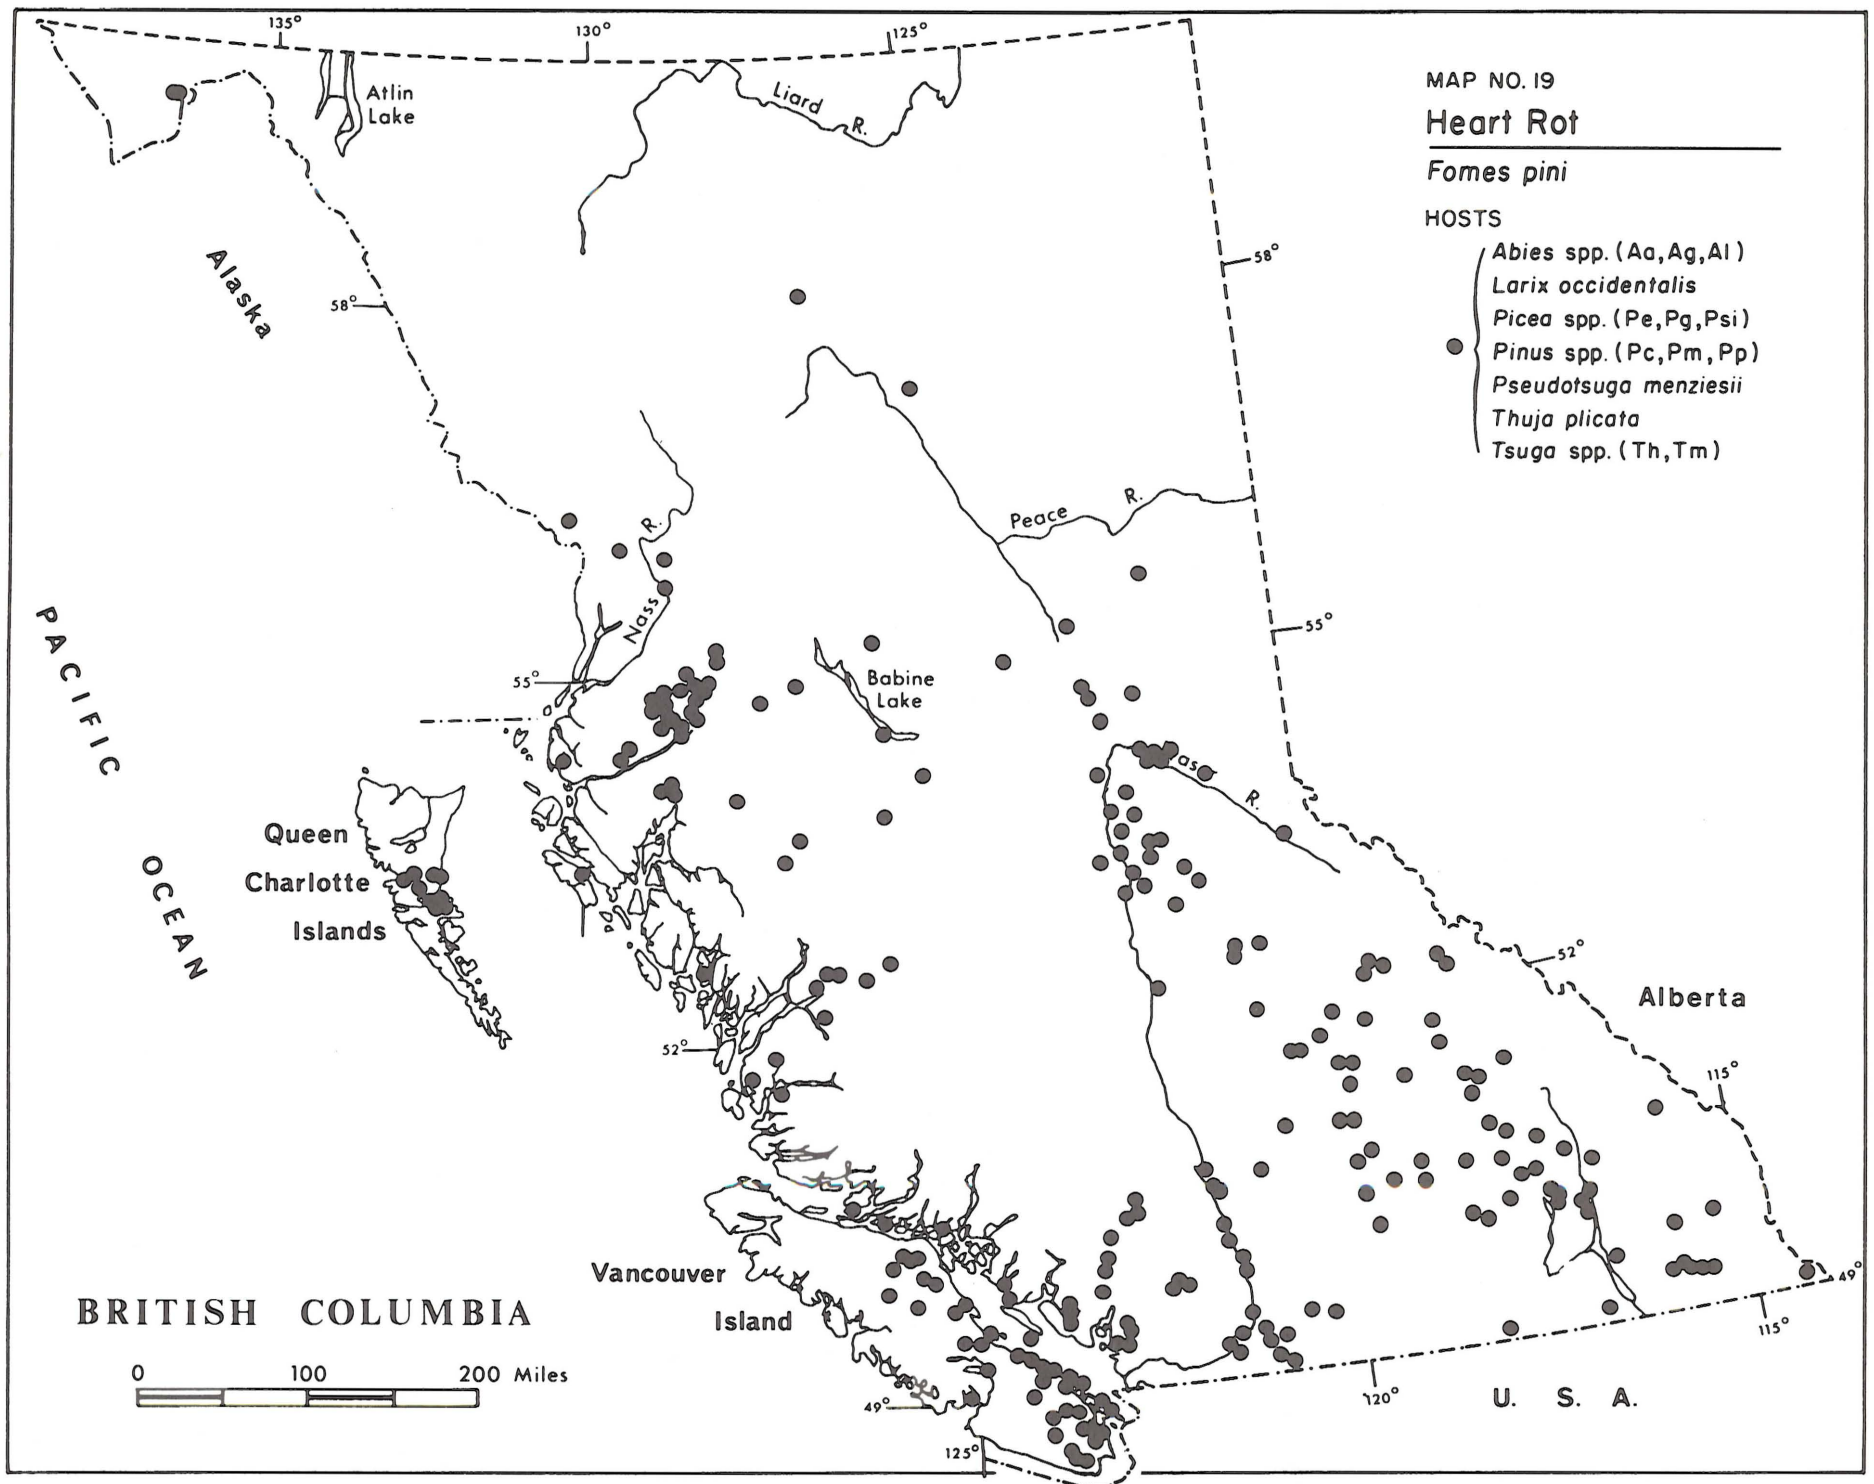 135°
130°
125°
Atlin
Lake
Liard
R.
MAP NO. 19
Heart Rot
Fomes pini
HOSTS
Abies spp. (Aa,Ag,Al)
Larix occidentalis
Picea spp. (Pe,Pg,Psi)
Pinus spp. (Pc,Pm,Pp)
Pseudotsuga menziesii
Thuja plicata
Tsuga spp. (Th,Tm)
58°
58°
Alaska
Peace
R.
R.
Nass
55°
55°
Babine
Lake
PACIFIC
OCEAN
as
R.
Queen
Charlotte
Islands
52°
52°
Alberta
115°
Vancouver
Island
BRITISH COLUMBIA
0 100 200 Miles
49°
49°
115°
120°
U. S. A.
125°